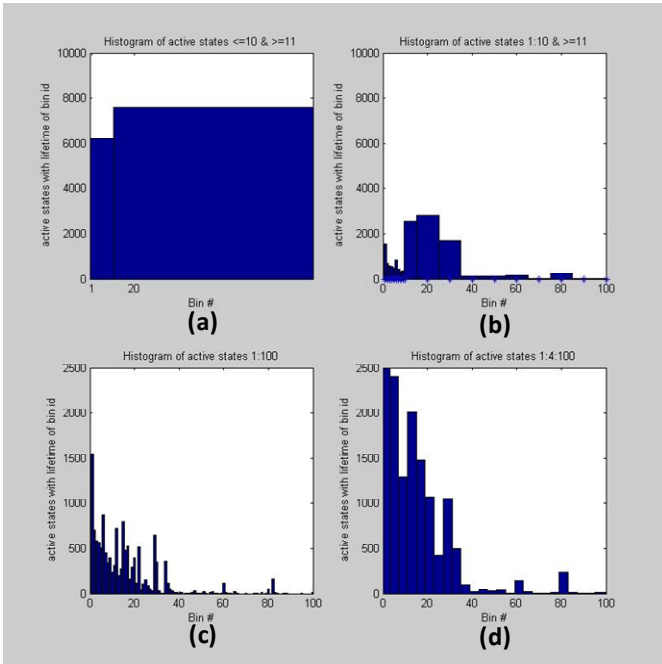 Histogram of active states <=10 & >=11
10000
8000
6000
4000
2000
0
active states with lifetime of bin id
1 20
Bin #
(a)
Histogram of active states 1:10 & >=11
10000
8000
6000
4000
2000
0
active states with lifetime of bin id
0 20 40 60 80 100
Bin #
(b)
Histogram of active states 1:100
2500
2000
1500
1000
500
0
active states with lifetime of bin id
0 20 40 60 80 100
Bin #
(c)
Histogram of active states 1:4:100
2500
2000
1500
1000
500
0
active states with lifetime of bin id
0 20 40 60 80 100
Bin #
(d)